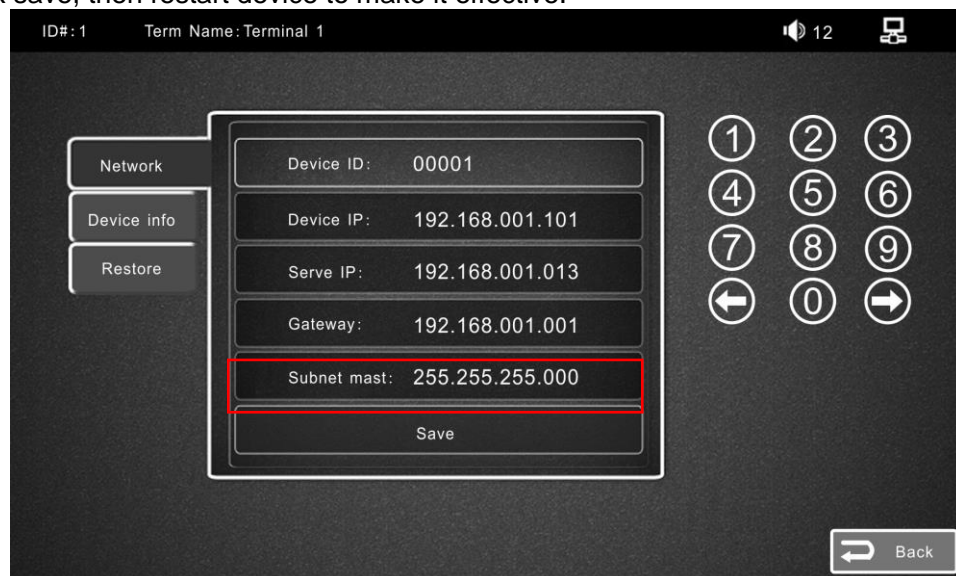 save, then restart device to make it effective.
ID#:1 Term Name:Terminal 1 12
Network
Device info
Restore
Device ID: 00001
Device IP: 192.168.001.101
Serve IP: 192.168.001.013
Gateway: 192.168.001.001
Subnet mast: 255.255.255.000
Save
1 2 3
4 5 6
7 8 9
0
Back